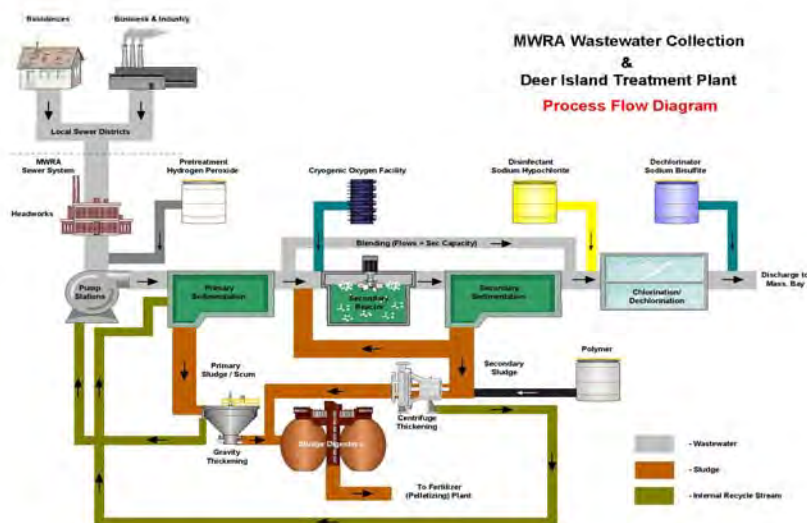 Residences
Business & Industry
MWRA Wastewater Collection
&
Deer Island Treatment Plant
Process Flow Diagram
Local Sewer Districts
MWRA
Sewer System
Headworks
Pretreatment
Hydrogen Peroxide
Cryogenic Oxygen Facility
Disinfectant
Sodium Hypochlorite
Dechlorinator
Sodium Bisulfite
Blending (Flows > Sec. Capacity)
Pump
Stations
Primary
Sedimentation
Secondary
Reactor
Secondary
Sedimentation
Chlorination/
Dechlorination
Discharge to
Mass. Bay
Primary
Sludge / Scum
Secondary
Sludge
Polymer
Gravity
Thickening
Sludge Digesters
Centrifuge
Thickening
To Fertilizer
(Pelletizing) Plant
- Wastewater
- Sludge
- Internal Recycle Stream